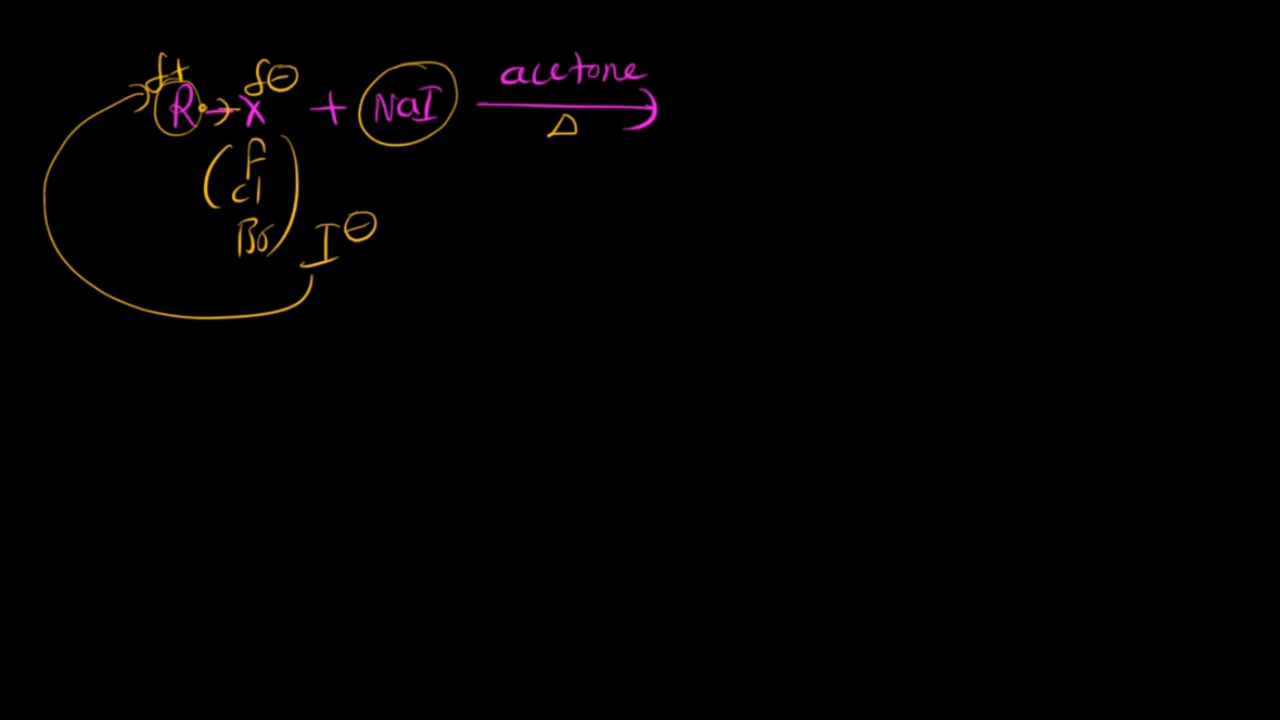 δ+ δ⊖
R → X + NaI acetone
Δ
(F
Cl
Br) I⊖